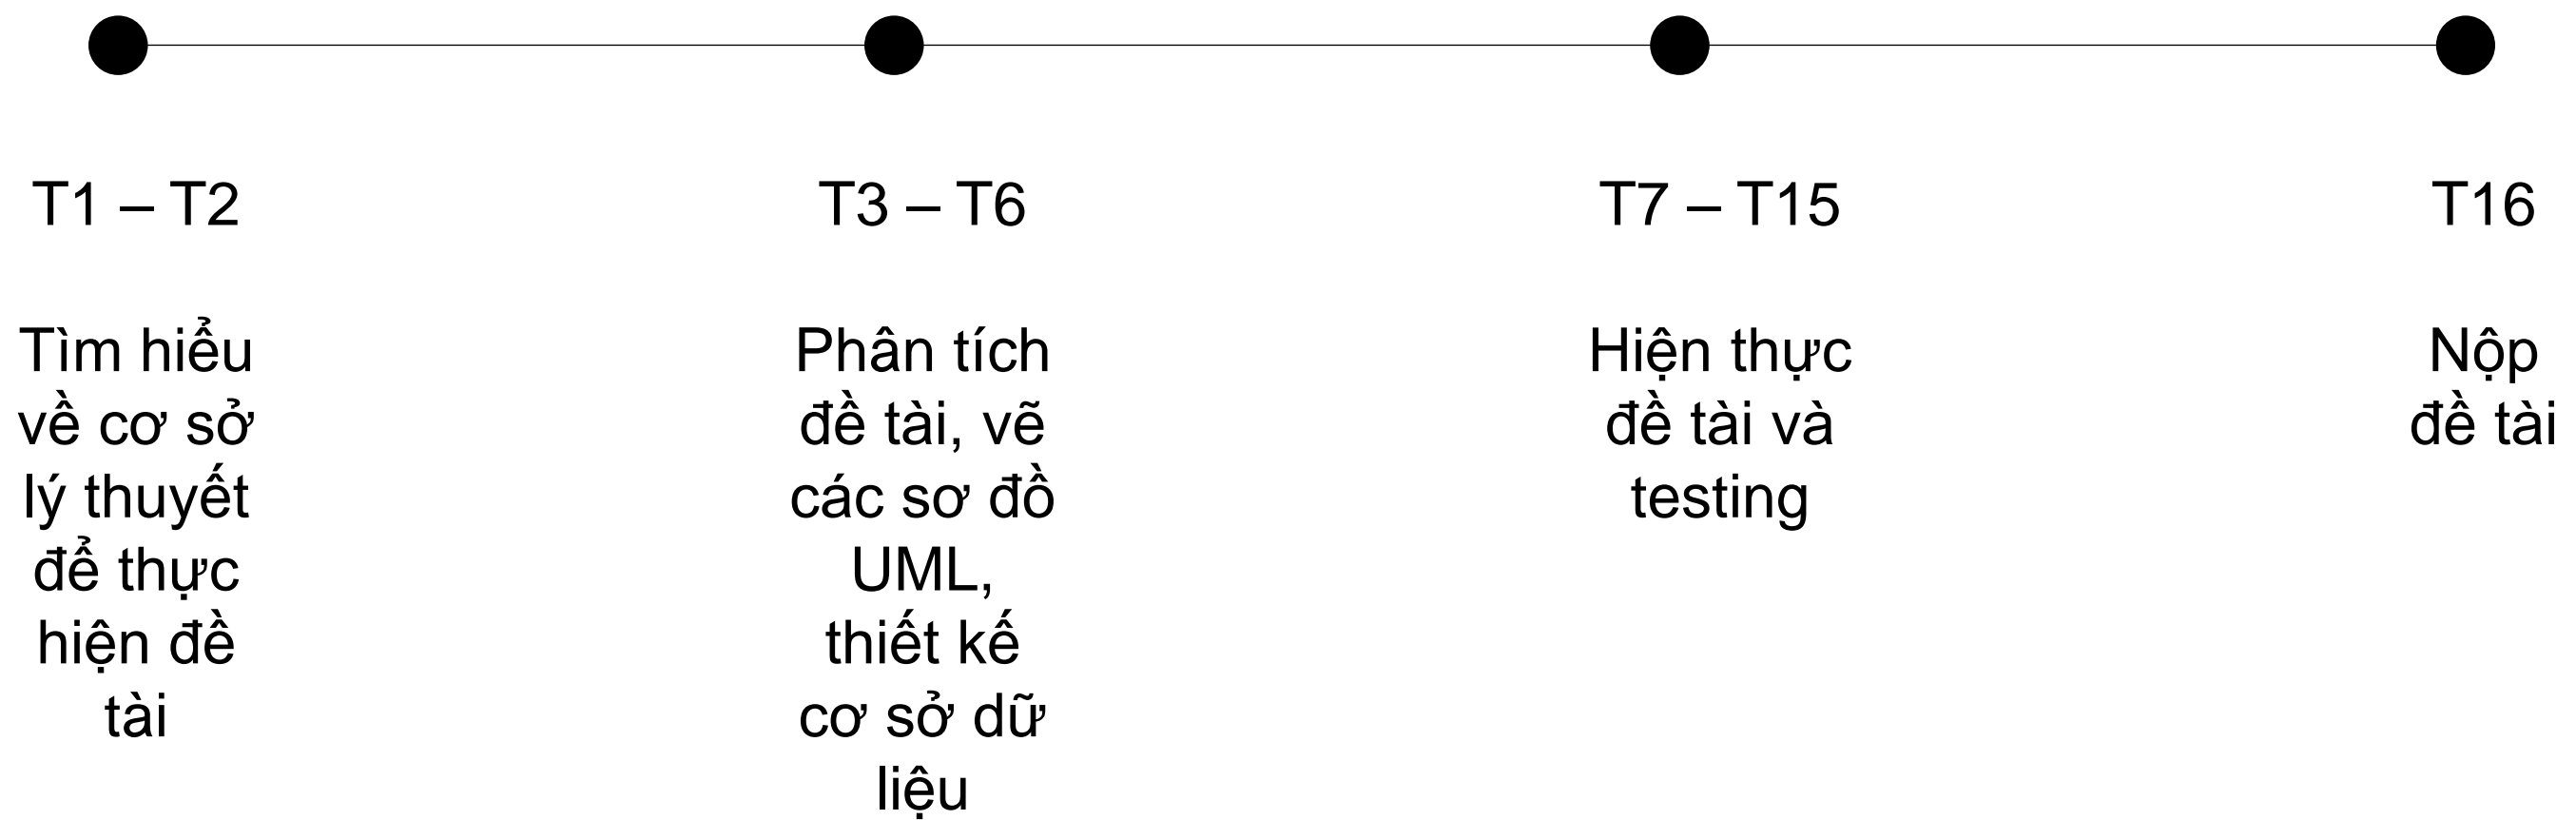 T1 – T2
Tìm hiểu
về cơ sở
lý thuyết
để thực
hiện đề
tài
T3 – T6
Phân tích
đề tài, vẽ
các sơ đồ
UML,
thiết kế
cơ sở dữ
liệu
T7 – T15
Hiện thực
đề tài và
testing
T16
Nộp
đề tài